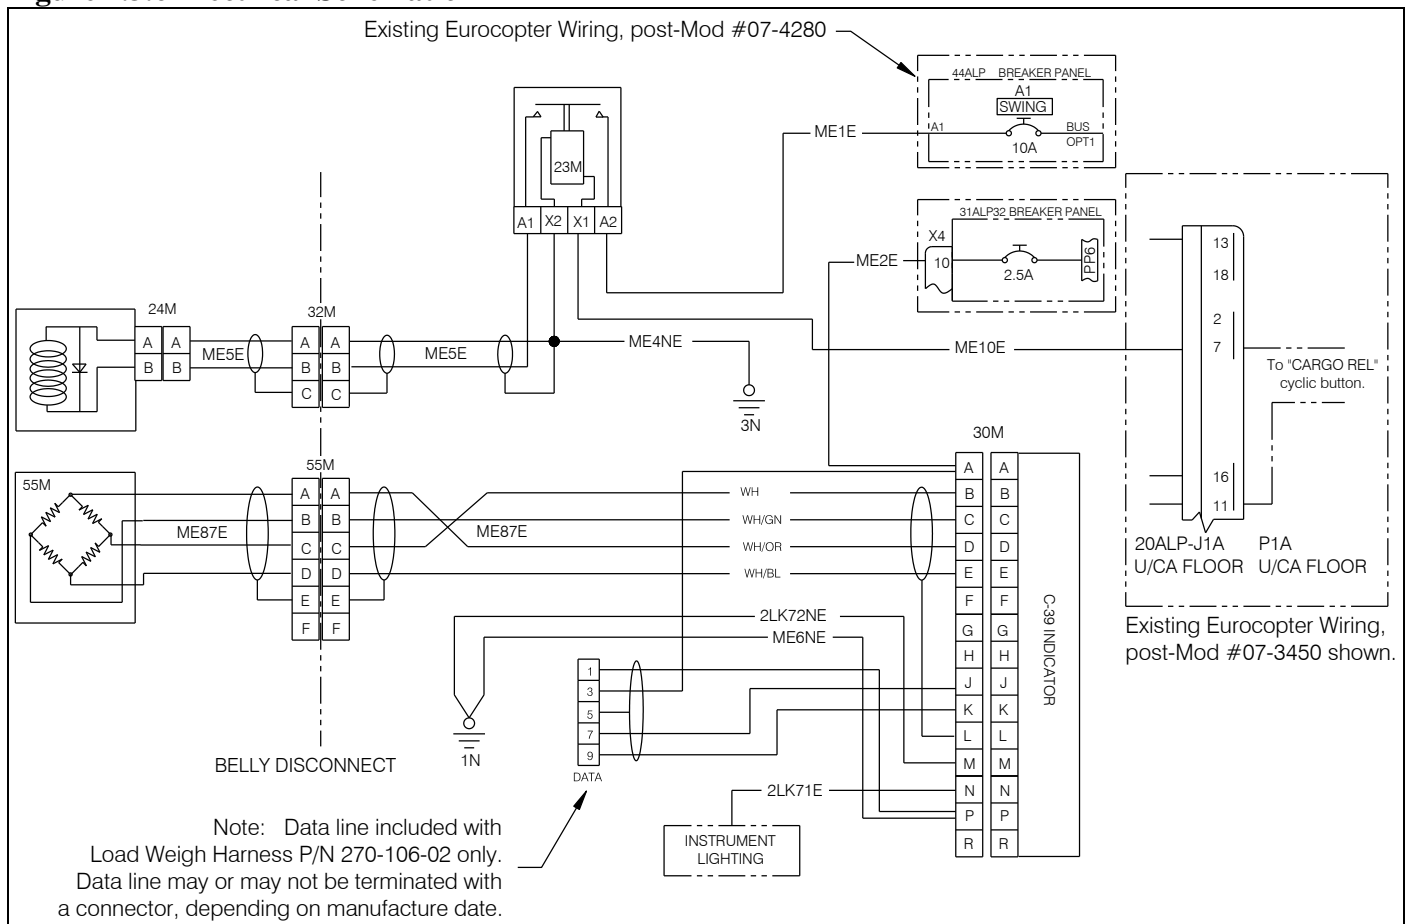 Existing Eurocopter Wiring, post-Mod #07-4280
44ALP BREAKER PANEL
A1
SWING
A1
BUS
OPT1
10A
ME1E
23M
A1 X2 X1 A2
31ALP32 BREAKER PANEL
X4
10
2.5A
PP6
ME2E
13
18
2
7
To "CARGO REL"
cyclic button.
16
11
20ALP-J1A P1A
U/CA FLOOR U/CA FLOOR
Existing Eurocopter Wiring,
post-Mod #07-3450 shown.
24M
A A
B B
ME5E
32M
A A
B B
C C
ME5E
ME4NE
3N
ME10E
30M
55M
ME87E
55M
A A
B B
C C
D D
E E
F F
ME87E
WH
WH/GN
WH/OR
WH/BL
A A
B B
C C
D D
E E
F F
G G
H H
J J
K K
L L
M M
N N
P P
R R
C-39 INDICATOR
2LK72NE
ME6NE
1N
1
3
5
7
9
DATA
2LK71E
INSTRUMENT
LIGHTING
BELLY DISCONNECT
Note: Data line included with
Load Weigh Harness P/N 270-106-02 only.
Data line may or may not be terminated with
a connector, depending on manufacture date.